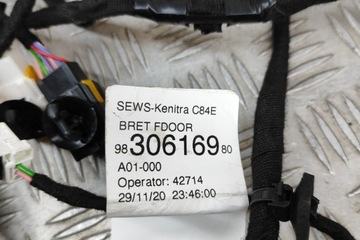 SEWS-Kenitra C84E
BRET FDOOR
98 306169 80
A01-000
Operator: 42714
29/11/20 23:46:00